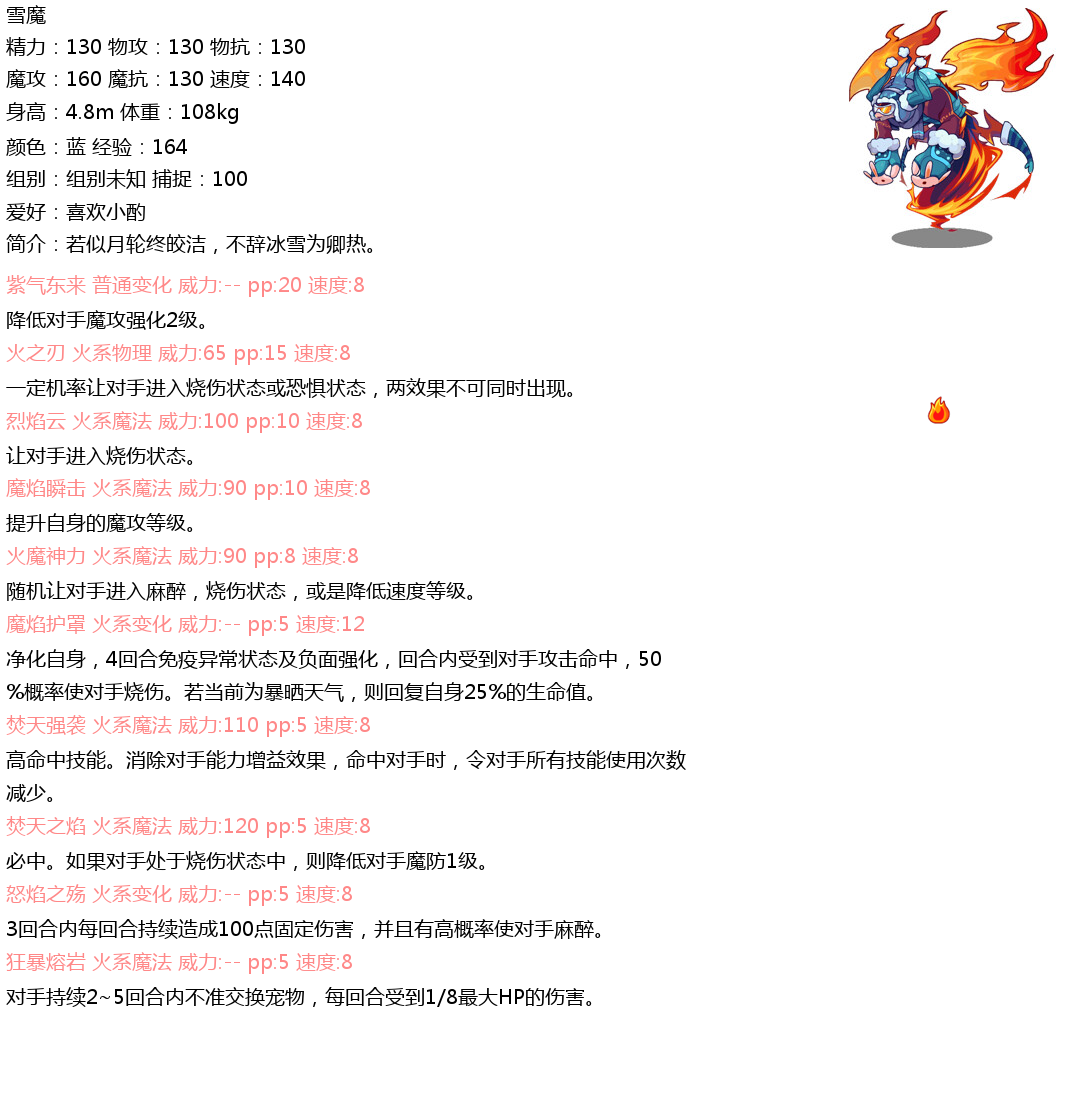 雪魔
精力：130 物攻：130 物抗：130
魔攻：160 魔抗：130 速度：140
身高：4.8m 体重：108kg
颜色：蓝 经验：164
组别：组别未知 捕捉：100
爱好：喜欢小酌
简介：若似月轮终皎洁，不辞冰雪为卿热。
紫气东来 普通变化 威力:-- pp:20 速度:8
降低对手魔攻强化2级。
火之刃 火系物理 威力:65 pp:15 速度:8
一定机率让对手进入烧伤状态或恐惧状态，两效果不可同时出现。
烈焰云 火系魔法 威力:100 pp:10 速度:8
让对手进入烧伤状态。
魔焰瞬击 火系魔法 威力:90 pp:10 速度:8
提升自身的魔攻等级。
火魔神力 火系魔法 威力:90 pp:8 速度:8
随机让对手进入麻醉，烧伤状态，或是降低速度等级。
魔焰护罩 火系变化 威力:-- pp:5 速度:12
净化自身，4回合免疫异常状态及负面强化，回合内受到对手攻击命中，50
%概率使对手烧伤。若当前为暴晒天气，则回复自身25%的生命值。
焚天强袭 火系魔法 威力:110 pp:5 速度:8
高命中技能。消除对手能力增益效果，命中对手时，令对手所有技能使用次数
减少。
焚天之焰 火系魔法 威力:120 pp:5 速度:8
必中。如果对手处于烧伤状态中，则降低对手魔防1级。
怒焰之殇 火系变化 威力:-- pp:5 速度:8
3回合内每回合持续造成100点固定伤害，并且有高概率使对手麻醉。
狂暴熔岩 火系魔法 威力:-- pp:5 速度:8
对手持续2~5回合内不准交换宠物，每回合受到1/8最大HP的伤害。